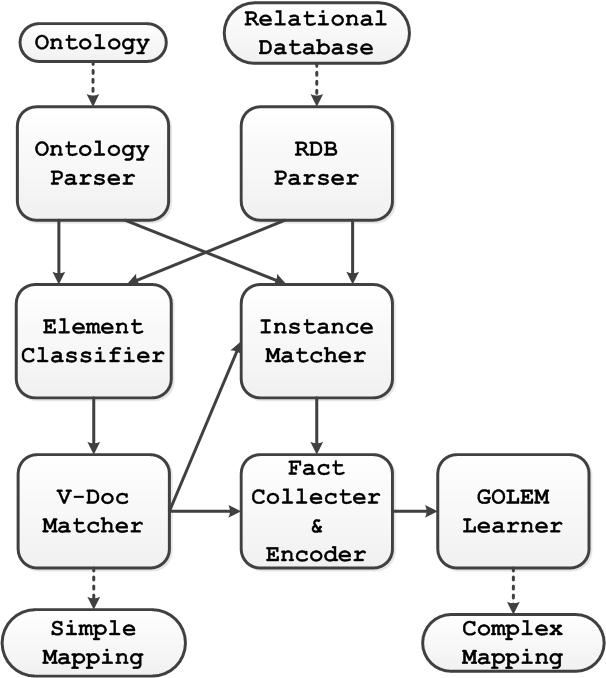 Ontology
Relational
Database
Ontology
Parser
RDB
Parser
Element
Classifier
Instance
Matcher
V-Doc
Matcher
Fact
Collecter
&
Encoder
GOLEM
Learner
Simple
Mapping
Complex
Mapping